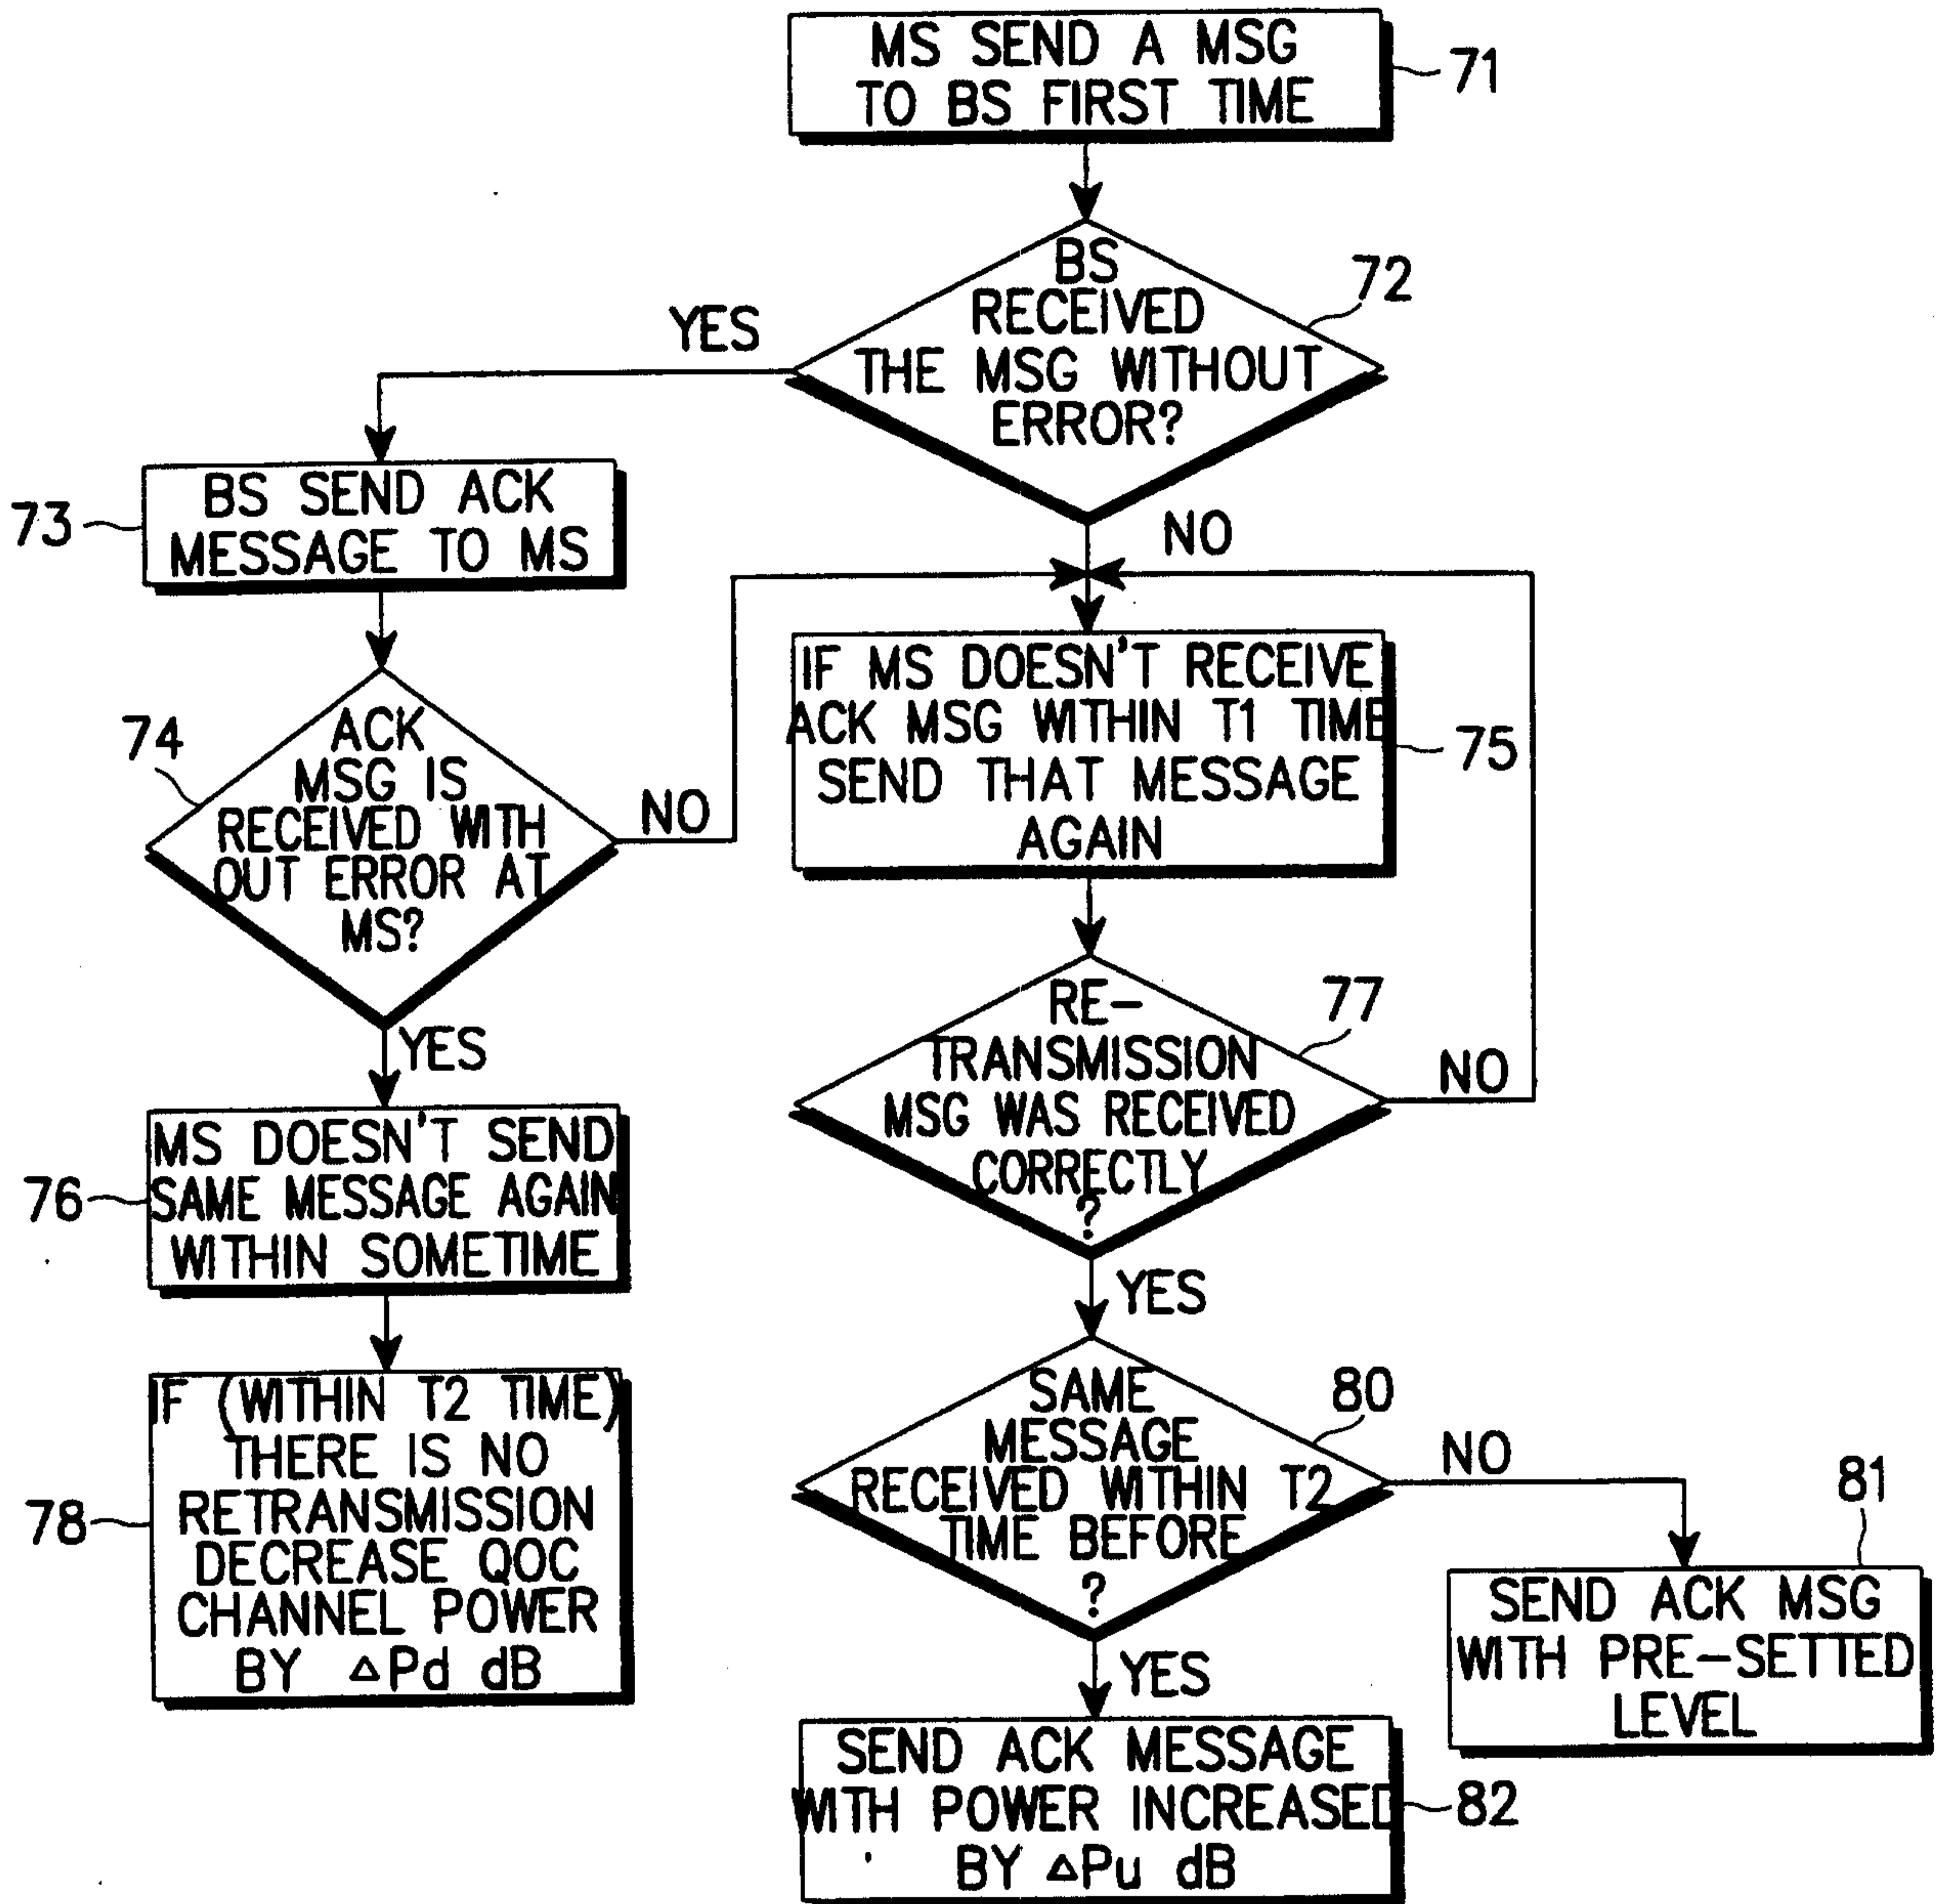 MS SEND A MSG
TO BS FIRST TIME
71
BS
RECEIVED
THE MSG WITHOUT
ERROR?
72
YES
NO
BS SEND ACK
MESSAGE TO MS
73
ACK
MSG IS
RECEIVED WITH
OUT ERROR AT
MS?
74
NO
YES
IF MS DOESN'T RECEIVE
ACK MSG WITHIN T1 TIME
SEND THAT MESSAGE
AGAIN
75
MS DOESN'T SEND
SAME MESSAGE AGAIN
WITHIN SOMETIME
76
RE-
TRANSMISSION
MSG WAS RECEIVED
CORRECTLY
?
77
NO
YES
IF (WITHIN T2 TIME)
THERE IS NO
RETRANSMISSION
DECREASE QOC
CHANNEL POWER
BY △Pd dB
78
SAME
MESSAGE
RECEIVED WITHIN T2
TIME BEFORE
?
80
NO
YES
SEND ACK MSG
WITH PRE-SETTED
LEVEL
81
SEND ACK MESSAGE
WITH POWER INCREASED
BY △Pu dB
82